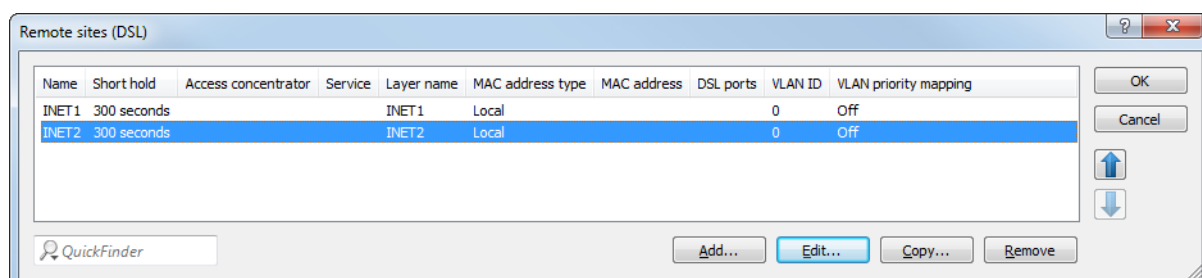 Remote sites (DSL)
Name Short hold Access concentrator Service Layer name MAC address type MAC address DSL ports VLAN ID VLAN priority mapping
INET1 300 seconds INET1 Local 0 Off
INET2 300 seconds INET2 Local 0 Off
OK
Cancel
QuickFinder
Add... Edit... Copy... Remove